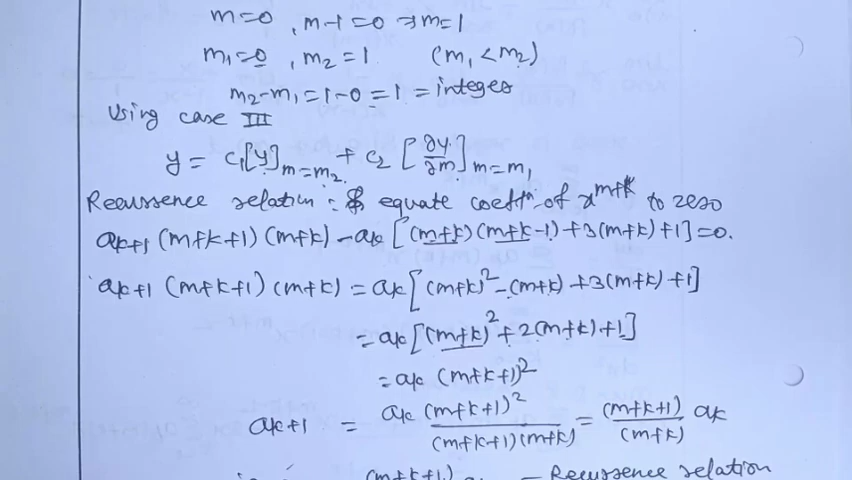 m=0 , m-1=0 ⇒ m=1
m₁=0 , m₂=1 (m₁<m₂)
m₂-m₁=1-0=1=integer
Using case III
y = c₁[y]ₘ₌ₘ₂ + c₂ [∂y/∂m]ₘ₌ₘ₁
Recurrence relation : equate coeftⁿ of x^(m+k) to zero
aₖ₊₁ (m+k+1)(m+k) - aₖ [(m+k)(m+k-1)+3(m+k)+1]=0.
aₖ₊₁ (m+k+1)(m+k) = aₖ[(m+k)²-(m+k)+3(m+k)+1]
= aₖ[(m+k)²+2(m+k)+1]
= aₖ (m+k+1)²
aₖ₊₁ = aₖ (m+k+1)²/(m+k+1)(m+k) = (m+k+1)/(m+k) aₖ
(m+k+1) - Recurrence relation